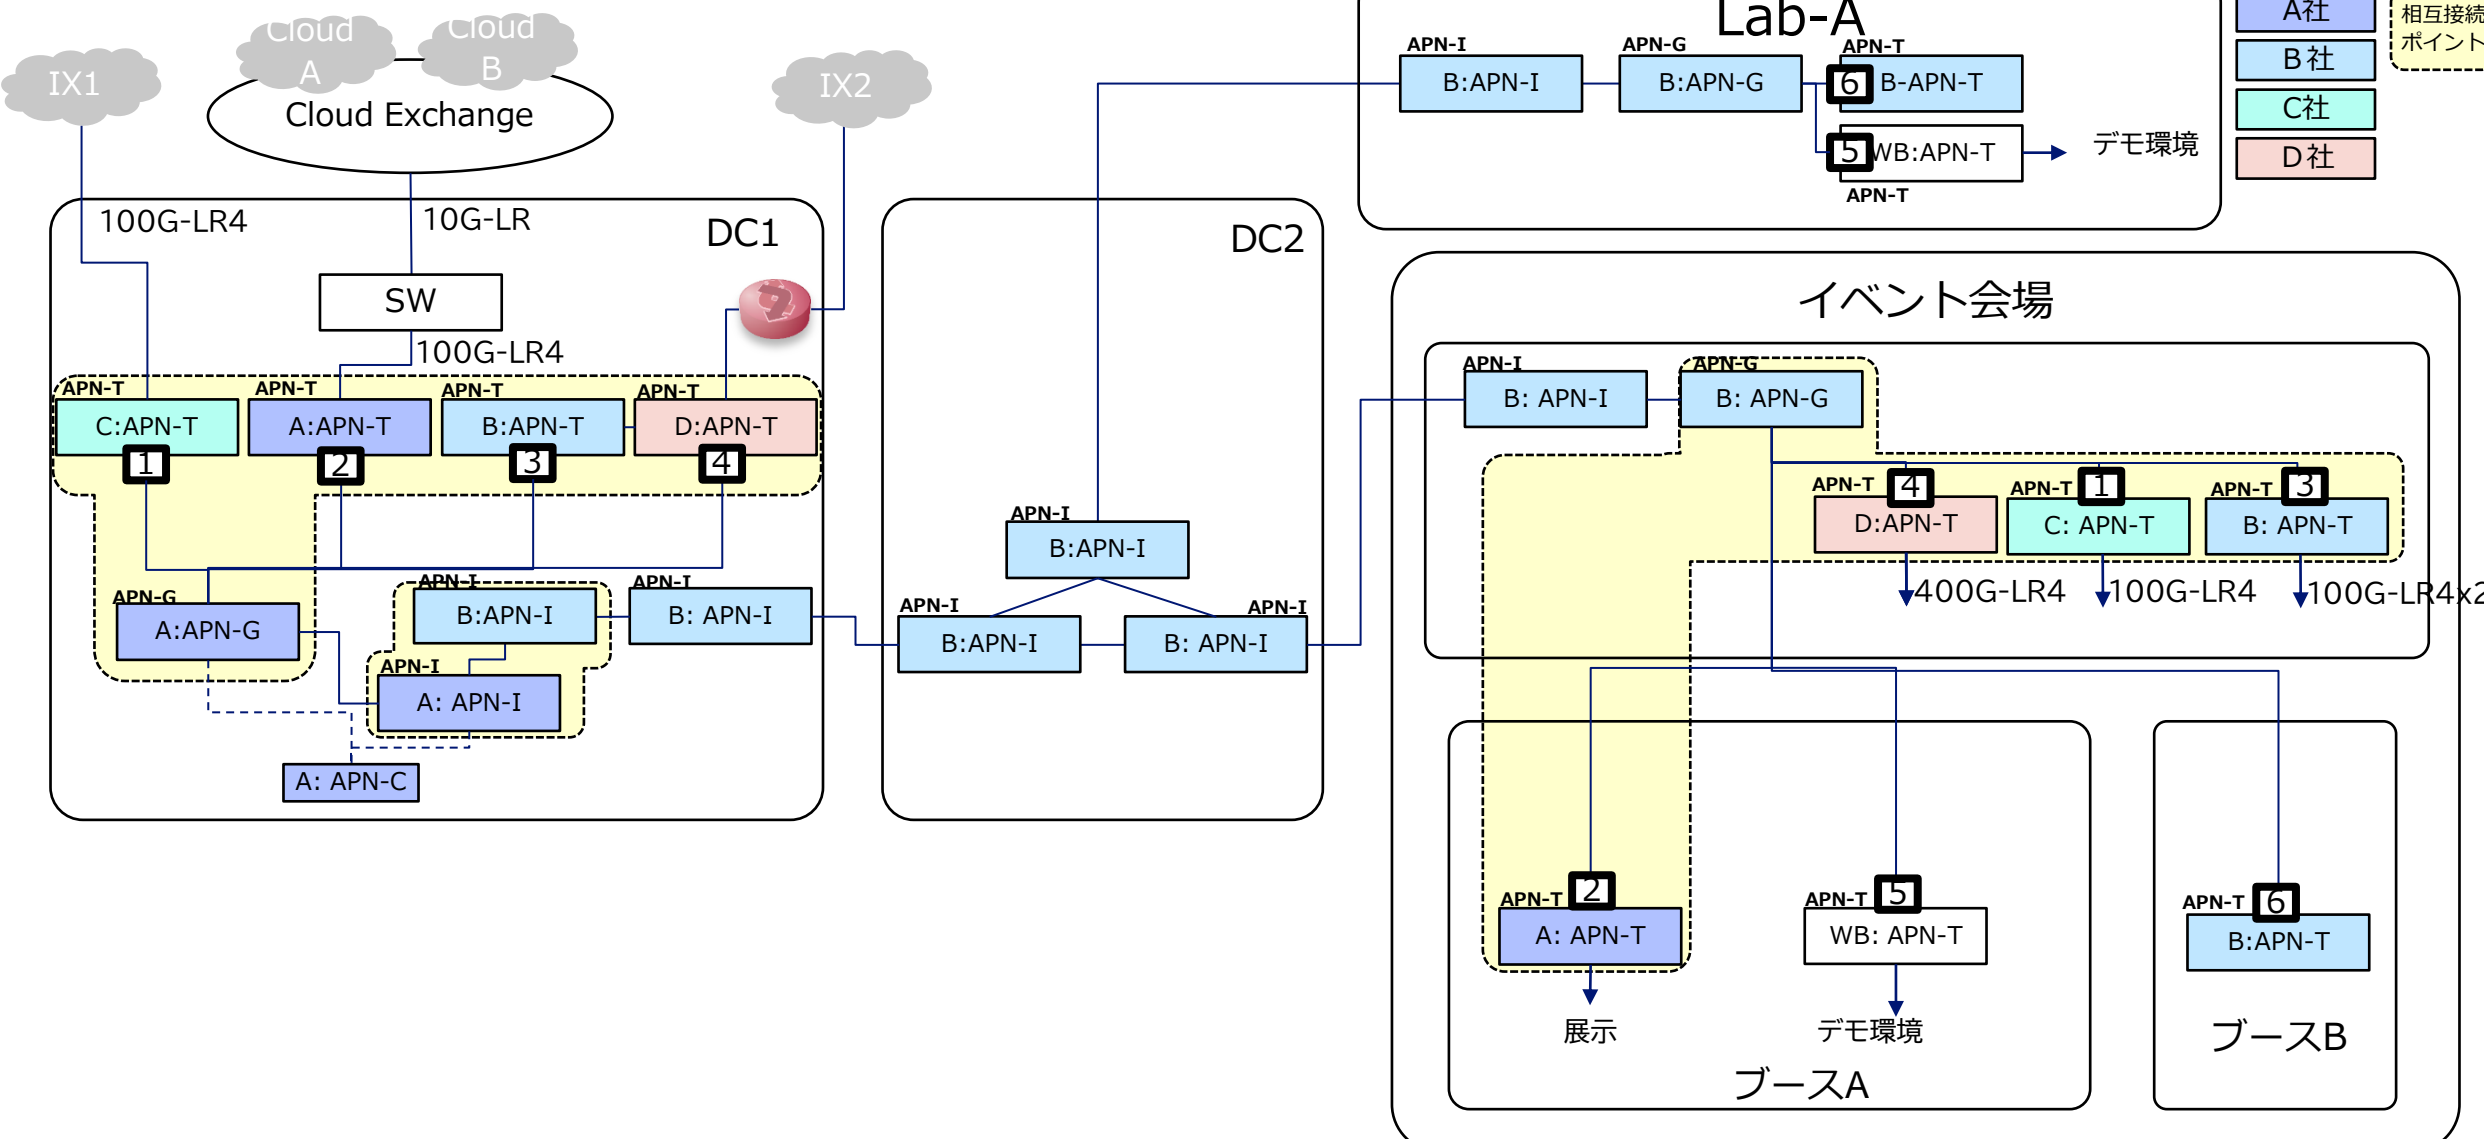 IX1
Cloud
A
Cloud
B
Cloud Exchange
IX2
100G-LR4
10G-LR
DC1
SW
100G-LR4
APN-T
C:APN-T
1
APN-T
A:APN-T
2
APN-T
B:APN-T
3
APN-T
D:APN-T
4
APN-G
A:APN-G
APN-I
B:APN-I
APN-I
B: APN-I
APN-I
A: APN-I
A: APN-C
DC2
APN-I
B:APN-I
APN-I
B:APN-I
APN-I
B: APN-I
Lab-A
APN-I
B:APN-I
APN-G
B:APN-G
APN-T
6
B-APN-T
5
WB:APN-T
APN-T
デモ環境
A社
B社
C社
D社
相互接続
ポイント
イベント会場
APN-I
B: APN-I
APN-G
B: APN-G
APN-T
4
D:APN-T
400G-LR4
APN-T
1
C: APN-T
100G-LR4
APN-T
3
B: APN-T
100G-LR4x2
APN-T
2
A: APN-T
展示
APN-T
5
WB: APN-T
デモ環境
ブースA
APN-T
6
B:APN-T
ブースB